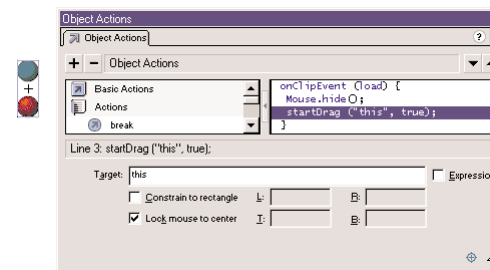 Object Actions
Object Actions
?
+ − Object Actions
+
Basic Actions
Actions
break
onClipEvent (load) {
Mouse.hide();
startDrag ("this", true);
}
Line 3: startDrag ("this", true);
Target: this
Expressio
Constrain to rectangle L: R:
Lock mouse to center T: B: